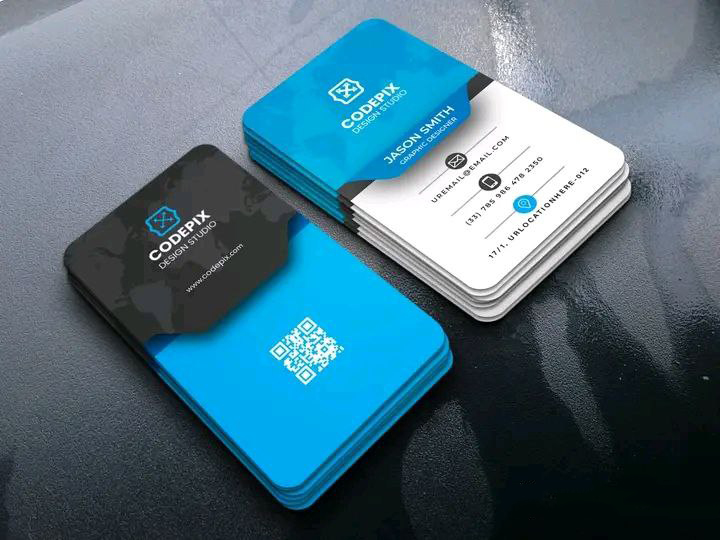 CODEPIX
DESIGN STUDIO
www.codepix.com
CODEPIX
DESIGN STUDIO
JASON SMITH
GRAPHIC DESIGNER
UREMAIL@EMAIL.COM
(33) 785 986 478 2350
17/1, URLOCATIONHERE-012